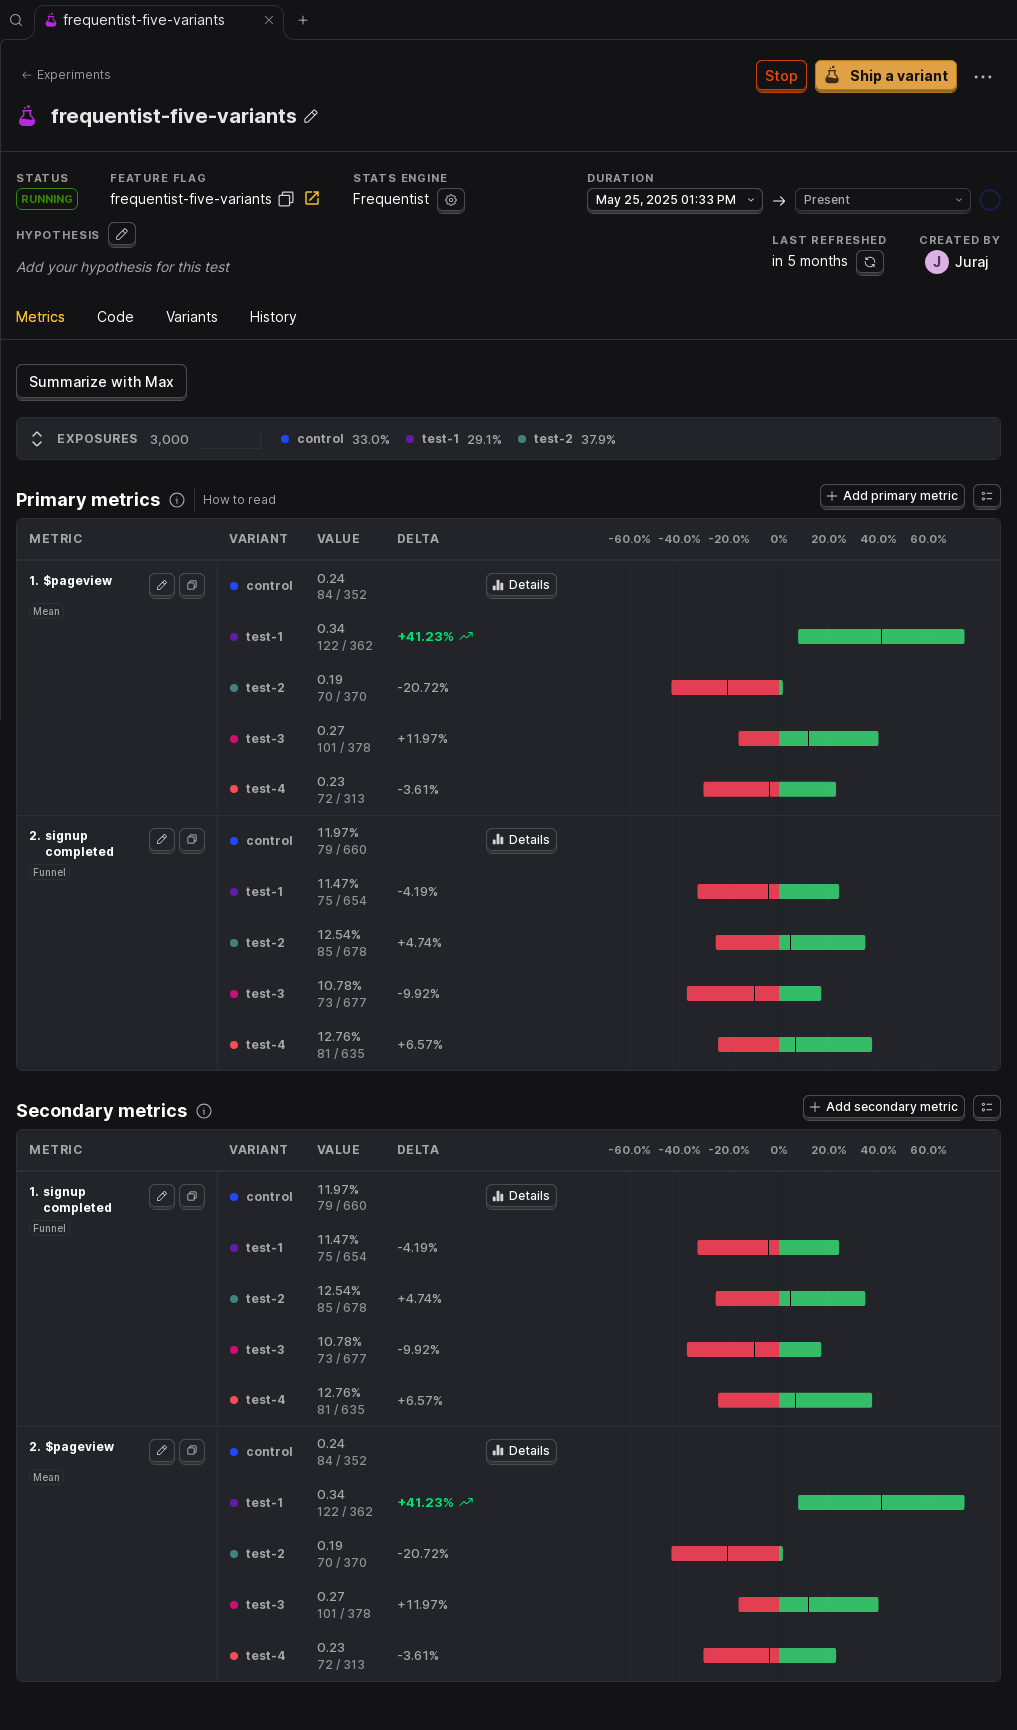 frequentist-five-variants
Experiments
Stop
Ship a variant
frequentist-five-variants
STATUS
FEATURE FLAG
STATS ENGINE
DURATION
RUNNING
frequentist-five-variants
Frequentist
May 25, 2025 01:33 PM
Present
HYPOTHESIS
LAST REFRESHED
CREATED BY
Add your hypothesis for this test
in 5 months
J
Juraj
Metrics
Code
Variants
History
Summarize with Max
EXPOSURES 3,000 control 33.0% test-1 29.1% test-2 37.9%
Primary metrics
How to read
Add primary metric
METRIC VARIANT VALUE DELTA -60.0% -40.0% -20.0% 0% 20.0% 40.0% 60.0%
1. $pageview
Mean
control 0.24
84 / 352
Details
test-1 0.34
122 / 362
+41.23%
test-2 0.19
70 / 370
-20.72%
test-3 0.27
101 / 378
+11.97%
test-4 0.23
72 / 313
-3.61%
2. signup
completed
Funnel
control 11.97%
79 / 660
Details
test-1 11.47%
75 / 654
-4.19%
test-2 12.54%
85 / 678
+4.74%
test-3 10.78%
73 / 677
-9.92%
test-4 12.76%
81 / 635
+6.57%
Secondary metrics
Add secondary metric
METRIC VARIANT VALUE DELTA -60.0% -40.0% -20.0% 0% 20.0% 40.0% 60.0%
1. signup
completed
Funnel
control 11.97%
79 / 660
Details
test-1 11.47%
75 / 654
-4.19%
test-2 12.54%
85 / 678
+4.74%
test-3 10.78%
73 / 677
-9.92%
test-4 12.76%
81 / 635
+6.57%
2. $pageview
Mean
control 0.24
84 / 352
Details
test-1 0.34
122 / 362
+41.23%
test-2 0.19
70 / 370
-20.72%
test-3 0.27
101 / 378
+11.97%
test-4 0.23
72 / 313
-3.61%